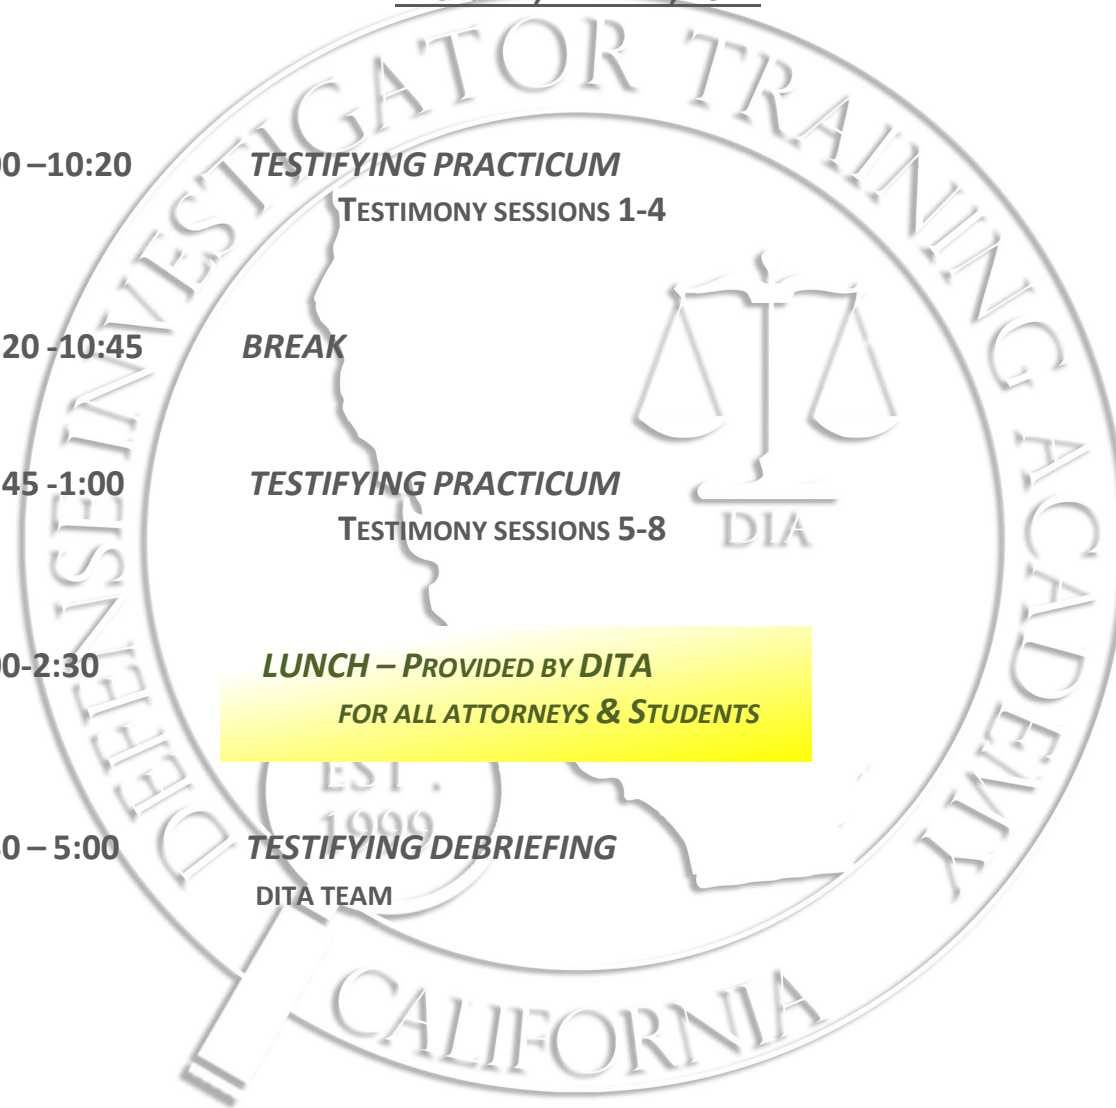 00 –10:20 TESTIFYING PRACTICUM
TESTIMONY SESSIONS 1-4
20 -10:45 BREAK
45 -1:00 TESTIFYING PRACTICUM
TESTIMONY SESSIONS 5-8
00-2:30 LUNCH – PROVIDED BY DITA
FOR ALL ATTORNEYS & STUDENTS
0 – 5:00 TESTIFYING DEBRIEFING
DITA TEAM
DEFENSE INVESTIGATOR TRAINING ACADEMY
DIA
EST .
1999
CALIFORNIA